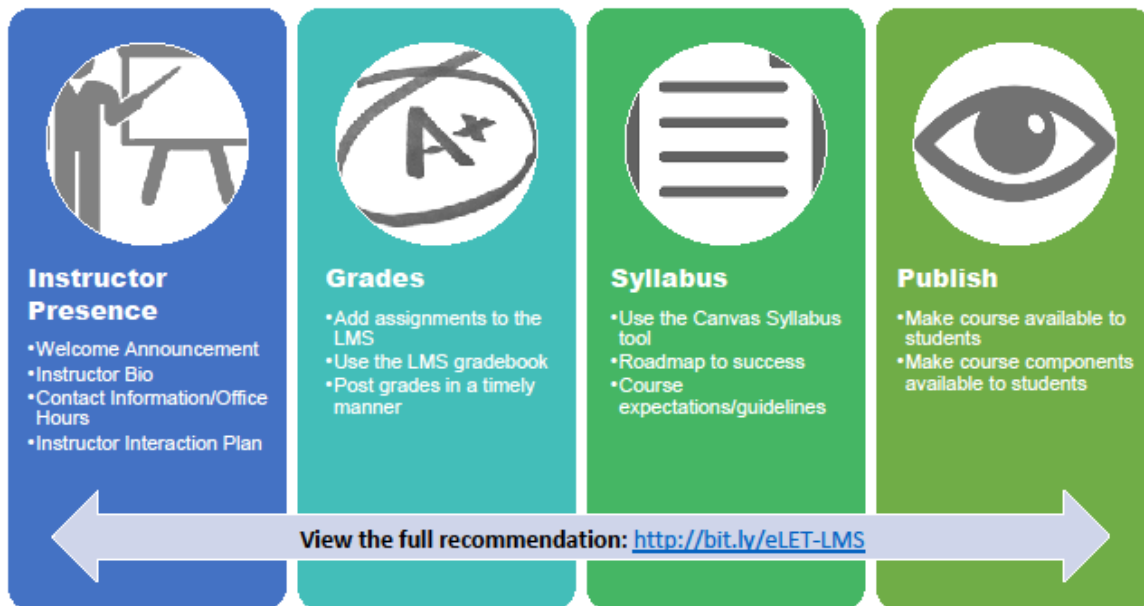 Instructor
Presence
•Welcome Announcement
•Instructor Bio
•Contact Information/Office
Hours
•Instructor Interaction Plan
A+
Grades
•Add assignments to the
LMS
•Use the LMS gradebook
•Post grades in a timely
manner
Syllabus
•Use the Canvas Syllabus
tool
•Roadmap to success
•Course
expectations/guidelines
Publish
•Make course available to
students
•Make course components
available to students
View the full recommendation: http://bit.ly/eLET-LMS